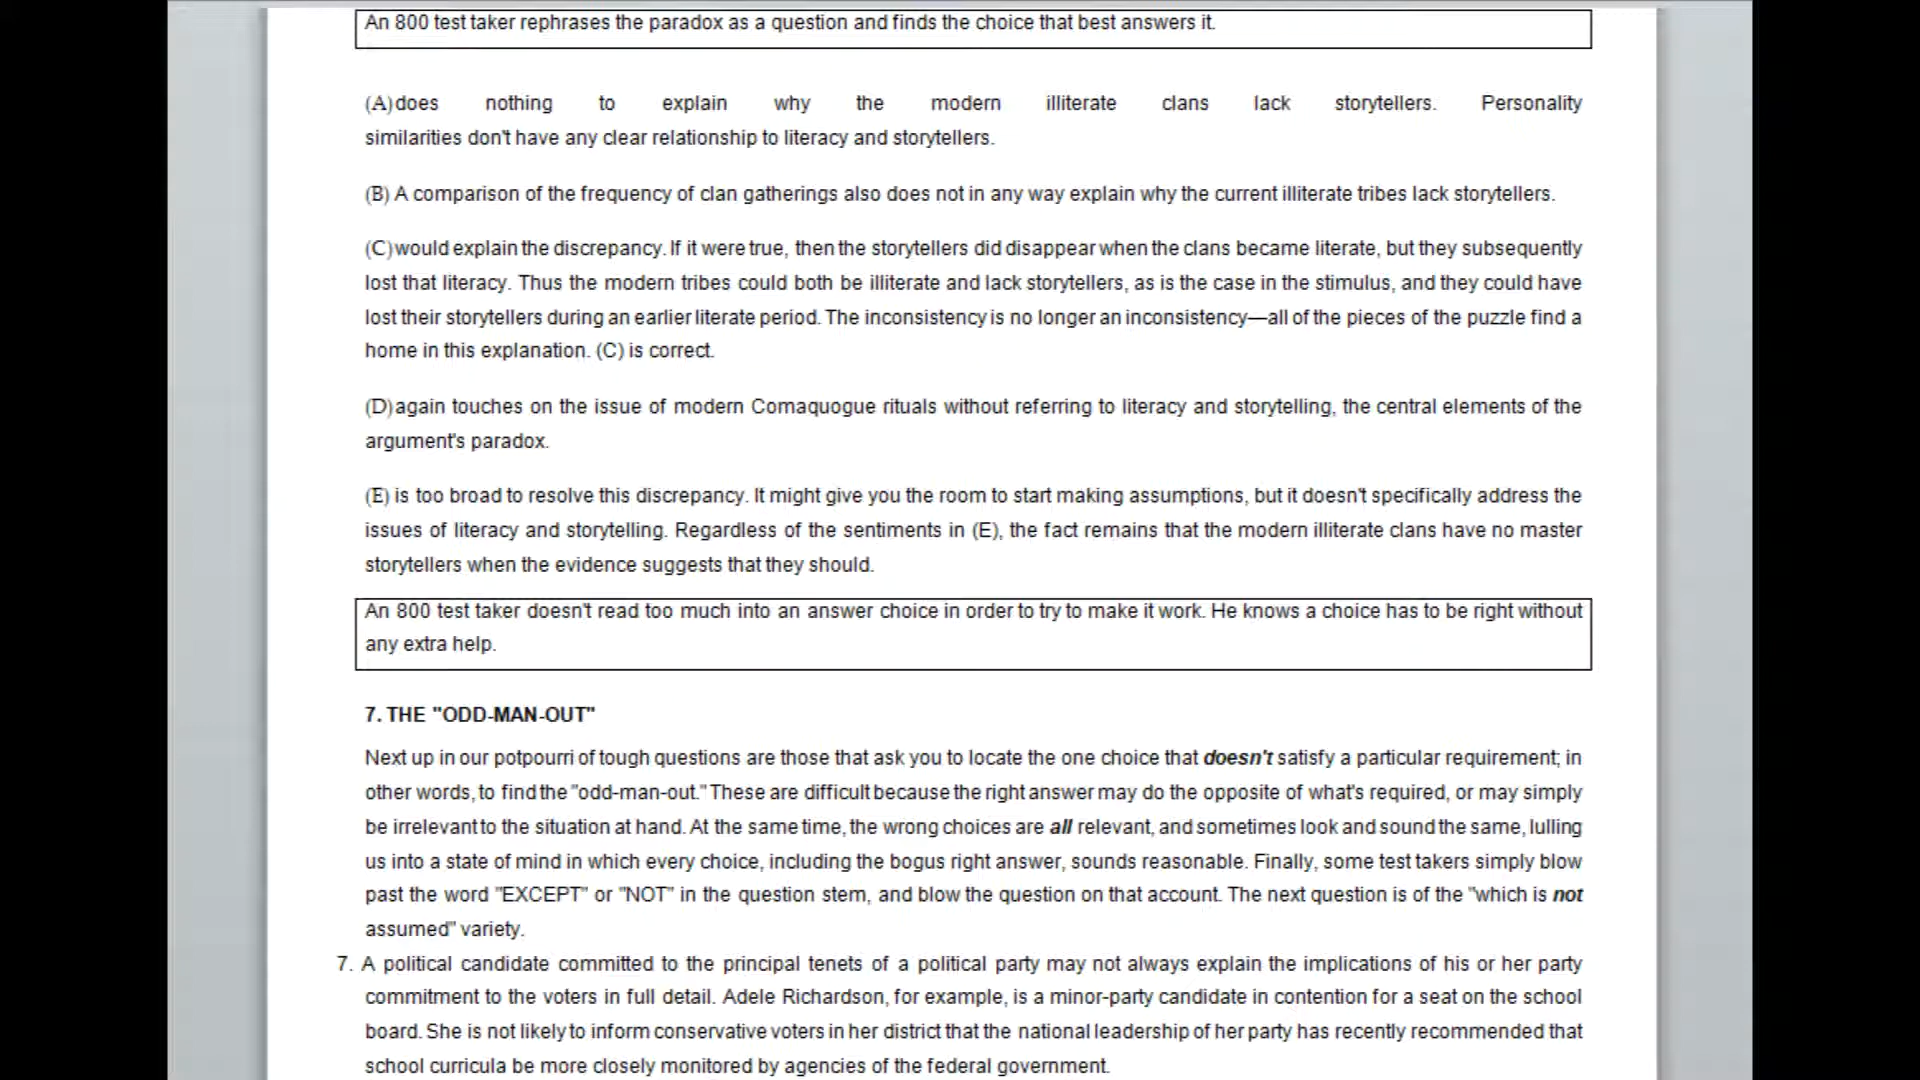 An 800 test taker rephrases the paradox as a question and finds the choice that best answers it.
(A)does nothing to explain why the modern illiterate clans lack storytellers. Personality
similarities don't have any clear relationship to literacy and storytellers.
(B) A comparison of the frequency of clan gatherings also does not in any way explain why the current illiterate tribes lack storytellers.
(C)would explain the discrepancy. If it were true, then the storytellers did disappear when the clans became literate, but they subsequently
lost that literacy. Thus the modern tribes could both be illiterate and lack storytellers, as is the case in the stimulus, and they could have
lost their storytellers during an earlier literate period. The inconsistency is no longer an inconsistency—all of the pieces of the puzzle find a
home in this explanation. (C) is correct.
(D)again touches on the issue of modern Comaquogue rituals without referring to literacy and storytelling, the central elements of the
argument's paradox.
(E) is too broad to resolve this discrepancy. It might give you the room to start making assumptions, but it doesn't specifically address the
issues of literacy and storytelling. Regardless of the sentiments in (E), the fact remains that the modern illiterate clans have no master
storytellers when the evidence suggests that they should.
An 800 test taker doesn't read too much into an answer choice in order to try to make it work. He knows a choice has to be right without
any extra help.
7. THE "ODD-MAN-OUT"
Next up in our potpourri of tough questions are those that ask you to locate the one choice that doesn't satisfy a particular requirement; in
other words, to find the "odd-man-out." These are difficult because the right answer may do the opposite of what's required, or may simply
be irrelevant to the situation at hand. At the same time, the wrong choices are all relevant, and sometimes look and sound the same, lulling
us into a state of mind in which every choice, including the bogus right answer, sounds reasonable. Finally, some test takers simply blow
past the word "EXCEPT" or "NOT" in the question stem, and blow the question on that account. The next question is of the "which is not
assumed" variety.
7. A political candidate committed to the principal tenets of a political party may not always explain the implications of his or her party
commitment to the voters in full detail. Adele Richardson, for example, is a minor-party candidate in contention for a seat on the school
board. She is not likely to inform conservative voters in her district that the national leadership of her party has recently recommended that
school curricula be more closely monitored by agencies of the federal government.